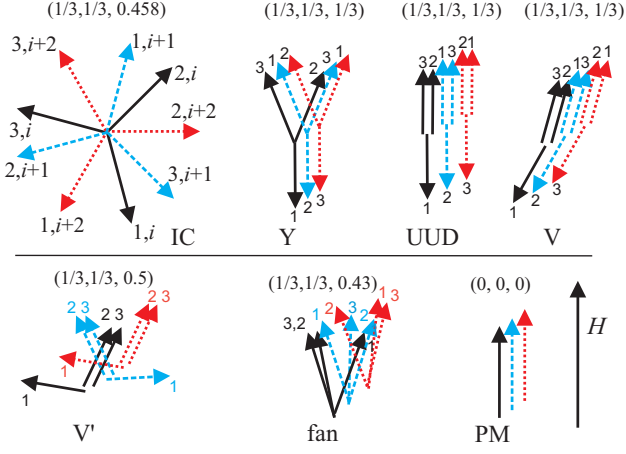 (1/3,1/3, 0.458)
(1/3,1/3, 1/3)
(1/3,1/3, 1/3)
(1/3,1/3, 1/3)
3,i+2
1,i+1
2,i
3,i
2,i+2
2,i+1
3,i+1
1,i+2
1,i
IC
3 1 2 2 3 1
1 2 3
Y
3 2 1 3 2 1
1 2 3
UUD
3 2 1 3 2 1
1 2 3
V
(1/3,1/3, 0.5)
(1/3,1/3, 0.43)
(0, 0, 0)
2 3 2 3 2 3
1 1 1
V'
3,2 1 2 3 2 1 1 3
fan
PM
H